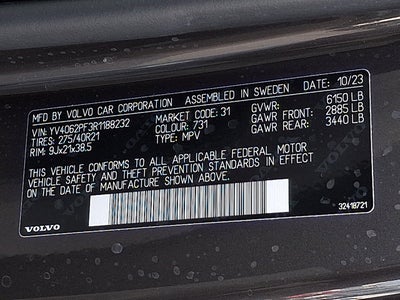 MFD BY VOLVO CAR CORPORATION ASSEMBLED IN SWEDEN DATE: 10/23
VIN: YV4062PF3R1188232 MARKET CODE: 31 GVWR: 6150 LB
TIRES: 275/40R21 COLOUR: 731 GAWR FRONT: 2885 LB
RIM: 9Jx21x38.5 TYPE: MPV GAWR REAR: 3440 LB
THIS VEHICLE CONFORMS TO ALL APPLICABLE FEDERAL MOTOR
VEHICLE SAFETY AND THEFT PREVENTION STANDARDS IN EFFECT
ON THE DATE OF MANUFACTURE SHOWN ABOVE.
VOLVO 32418721